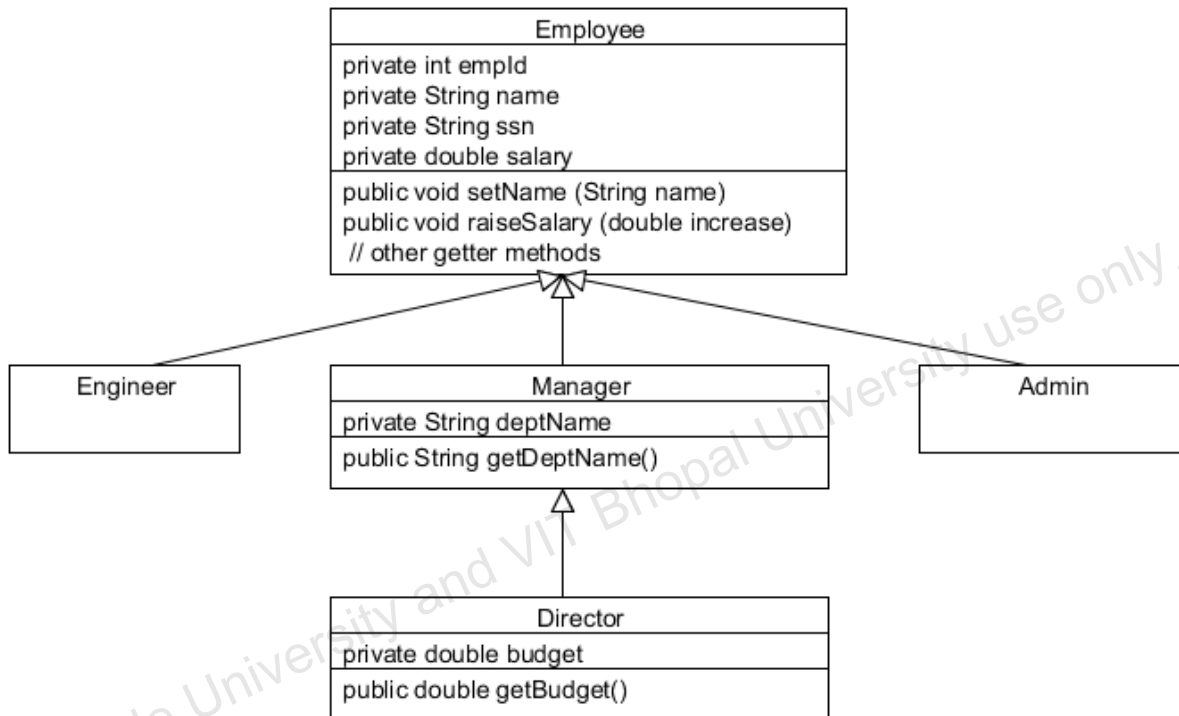 Employee
private int empId
private String name
private String ssn
private double salary
public void setName (String name)
public void raiseSalary (double increase)
// other getter methods
Engineer
Manager
Admin
private String deptName
public String getDeptName()
Director
private double budget
public double getBudget()
University and VIT Bhopal University use only